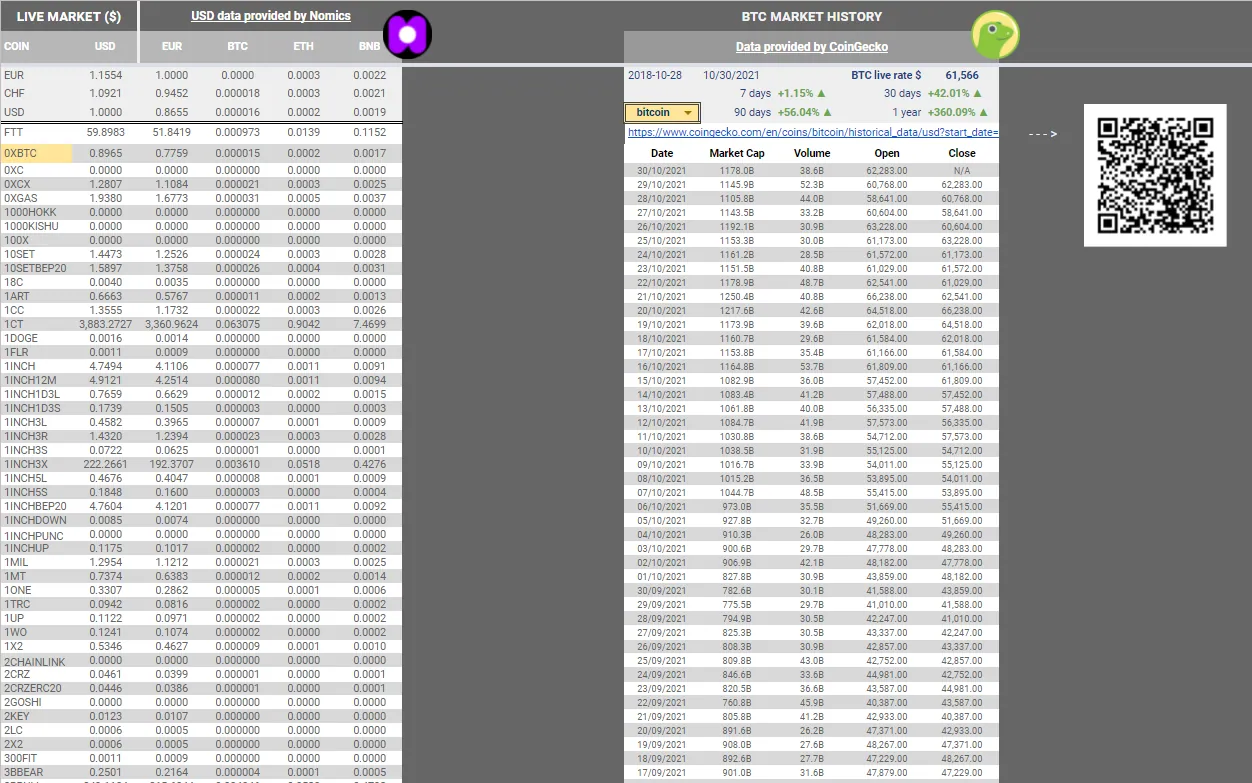 LIVE MARKET ($) USD data provided by Nomics
COIN USD EUR BTC ETH BNB
EUR 1.1554 1.0000 0.0000 0.0003 0.0022
CHF 1.0921 0.9452 0.000018 0.0003 0.0021
USD 1.0000 0.8655 0.000016 0.0002 0.0019
FTT 59.8983 51.8419 0.000973 0.0139 0.1152
0XBTC 0.8965 0.7759 0.000015 0.0002 0.0017
0XC 0.0000 0.0000 0.000000 0.0000 0.0000
0XCX 1.2807 1.1084 0.000021 0.0003 0.0025
0XGAS 1.9380 1.6773 0.000031 0.0005 0.0037
1000HOKK 0.0000 0.0000 0.000000 0.0000 0.0000
1000KISHU 0.0000 0.0000 0.000000 0.0000 0.0000
100X 0.0000 0.0000 0.000000 0.0000 0.0000
10SET 1.4473 1.2526 0.000024 0.0003 0.0028
10SETBEP20 1.5897 1.3758 0.000026 0.0004 0.0031
18C 0.0040 0.0035 0.000000 0.0000 0.0000
1ART 0.6663 0.5767 0.000011 0.0002 0.0013
1CC 1.3555 1.1732 0.000022 0.0003 0.0026
1CT 3,883.2727 3,360.9624 0.063075 0.9042 7.4699
1DOGE 0.0016 0.0014 0.000000 0.0000 0.0000
1FLR 0.0011 0.0009 0.000000 0.0000 0.0000
1INCH 4.7494 4.1106 0.000077 0.0011 0.0091
1INCH12M 4.9121 4.2514 0.000080 0.0011 0.0094
1INCH1D3L 0.7659 0.6629 0.000012 0.0002 0.0015
1INCH1D3S 0.1739 0.1505 0.000003 0.0000 0.0003
1INCH3L 0.4582 0.3965 0.000007 0.0001 0.0009
1INCH3R 1.4320 1.2394 0.000023 0.0003 0.0028
1INCH3S 0.0722 0.0625 0.000001 0.0000 0.0001
1INCH3X 222.2661 192.3707 0.003610 0.0518 0.4276
1INCH5L 0.4676 0.4047 0.000008 0.0001 0.0009
1INCH5S 0.1848 0.1600 0.000003 0.0000 0.0004
1INCHBEP20 4.7604 4.1201 0.000077 0.0011 0.0092
1INCHDOWN 0.0085 0.0074 0.000000 0.0000 0.0000
1INCHPUNC 0.0000 0.0000 0.000000 0.0000 0.0000
1INCHUP 0.1175 0.1017 0.000002 0.0000 0.0002
1MIL 1.2954 1.1212 0.000021 0.0003 0.0025
1MT 0.7374 0.6383 0.000012 0.0002 0.0014
1ONE 0.3307 0.2862 0.000005 0.0001 0.0006
1TRC 0.0942 0.0816 0.000002 0.0000 0.0002
1UP 0.1122 0.0971 0.000002 0.0000 0.0002
1WO 0.1241 0.1074 0.000002 0.0000 0.0002
1X2 0.5346 0.4627 0.000009 0.0001 0.0010
2CHAINLINK 0.0000 0.0000 0.000000 0.0000 0.0000
2CRZ 0.0461 0.0399 0.000001 0.0000 0.0001
2CRZERC20 0.0446 0.0386 0.000001 0.0000 0.0001
2GOSHI 0.0000 0.0000 0.000000 0.0000 0.0000
2KEY 0.0123 0.0107 0.000000 0.0000 0.0000
2LC 0.0006 0.0005 0.000000 0.0000 0.0000
2X2 0.0006 0.0005 0.000000 0.0000 0.0000
300FIT 0.0011 0.0009 0.000000 0.0000 0.0000
3BBEAR 0.2501 0.2164 0.000004 0.0001 0.0005
BTC MARKET HISTORY
Data provided by CoinGecko
2018-10-28 10/30/2021 BTC live rate $ 61,566
7 days +1.15% ▲ 30 days +42.01% ▲
bitcoin 90 days +56.04% ▲ 1 year +360.09% ▲
https://www.coingecko.com/en/coins/bitcoin/historical_data/usd?start_date= --->
Date Market Cap Volume Open Close
30/10/2021 1178.0B 38.6B 62,283.00 N/A
29/10/2021 1145.9B 52.3B 60,768.00 62,283.00
28/10/2021 1105.8B 44.0B 58,641.00 60,768.00
27/10/2021 1143.5B 33.2B 60,604.00 58,641.00
26/10/2021 1192.1B 30.9B 63,228.00 60,604.00
25/10/2021 1153.3B 30.0B 61,173.00 63,228.00
24/10/2021 1161.2B 28.5B 61,572.00 61,173.00
23/10/2021 1151.5B 40.8B 61,029.00 61,572.00
22/10/2021 1178.9B 48.7B 62,541.00 61,029.00
21/10/2021 1250.4B 40.8B 66,238.00 62,541.00
20/10/2021 1217.6B 42.6B 64,518.00 66,238.00
19/10/2021 1173.9B 39.6B 62,018.00 64,518.00
18/10/2021 1160.7B 29.6B 61,584.00 62,018.00
17/10/2021 1153.8B 35.4B 61,166.00 61,584.00
16/10/2021 1164.8B 53.7B 61,809.00 61,166.00
15/10/2021 1082.9B 36.0B 57,452.00 61,809.00
14/10/2021 1083.4B 41.2B 57,488.00 57,452.00
13/10/2021 1061.8B 40.0B 56,335.00 57,488.00
12/10/2021 1084.7B 41.9B 57,573.00 56,335.00
11/10/2021 1030.8B 38.6B 54,712.00 57,573.00
10/10/2021 1038.5B 31.9B 55,125.00 54,712.00
09/10/2021 1016.7B 33.9B 54,011.00 55,125.00
08/10/2021 1015.2B 36.5B 53,895.00 54,011.00
07/10/2021 1044.7B 48.5B 55,415.00 53,895.00
06/10/2021 973.0B 35.5B 51,669.00 55,415.00
05/10/2021 927.8B 32.7B 49,260.00 51,669.00
04/10/2021 910.3B 26.0B 48,283.00 49,260.00
03/10/2021 900.6B 29.7B 47,778.00 48,283.00
02/10/2021 906.9B 42.1B 48,182.00 47,778.00
01/10/2021 827.8B 30.9B 43,859.00 48,182.00
30/09/2021 782.6B 30.1B 41,588.00 43,859.00
29/09/2021 775.5B 29.7B 41,010.00 41,588.00
28/09/2021 794.9B 30.5B 42,247.00 41,010.00
27/09/2021 825.3B 30.5B 43,337.00 42,247.00
26/09/2021 808.3B 30.9B 42,857.00 43,337.00
25/09/2021 809.8B 43.0B 42,752.00 42,857.00
24/09/2021 846.6B 33.6B 44,981.00 42,752.00
23/09/2021 820.5B 36.6B 43,587.00 44,981.00
22/09/2021 760.8B 45.9B 40,387.00 43,587.00
21/09/2021 805.8B 41.2B 42,933.00 40,387.00
20/09/2021 891.6B 26.2B 47,371.00 42,933.00
19/09/2021 908.0B 27.6B 48,267.00 47,371.00
18/09/2021 892.6B 27.7B 47,229.00 48,267.00
17/09/2021 901.0B 31.6B 47,879.00 47,229.00